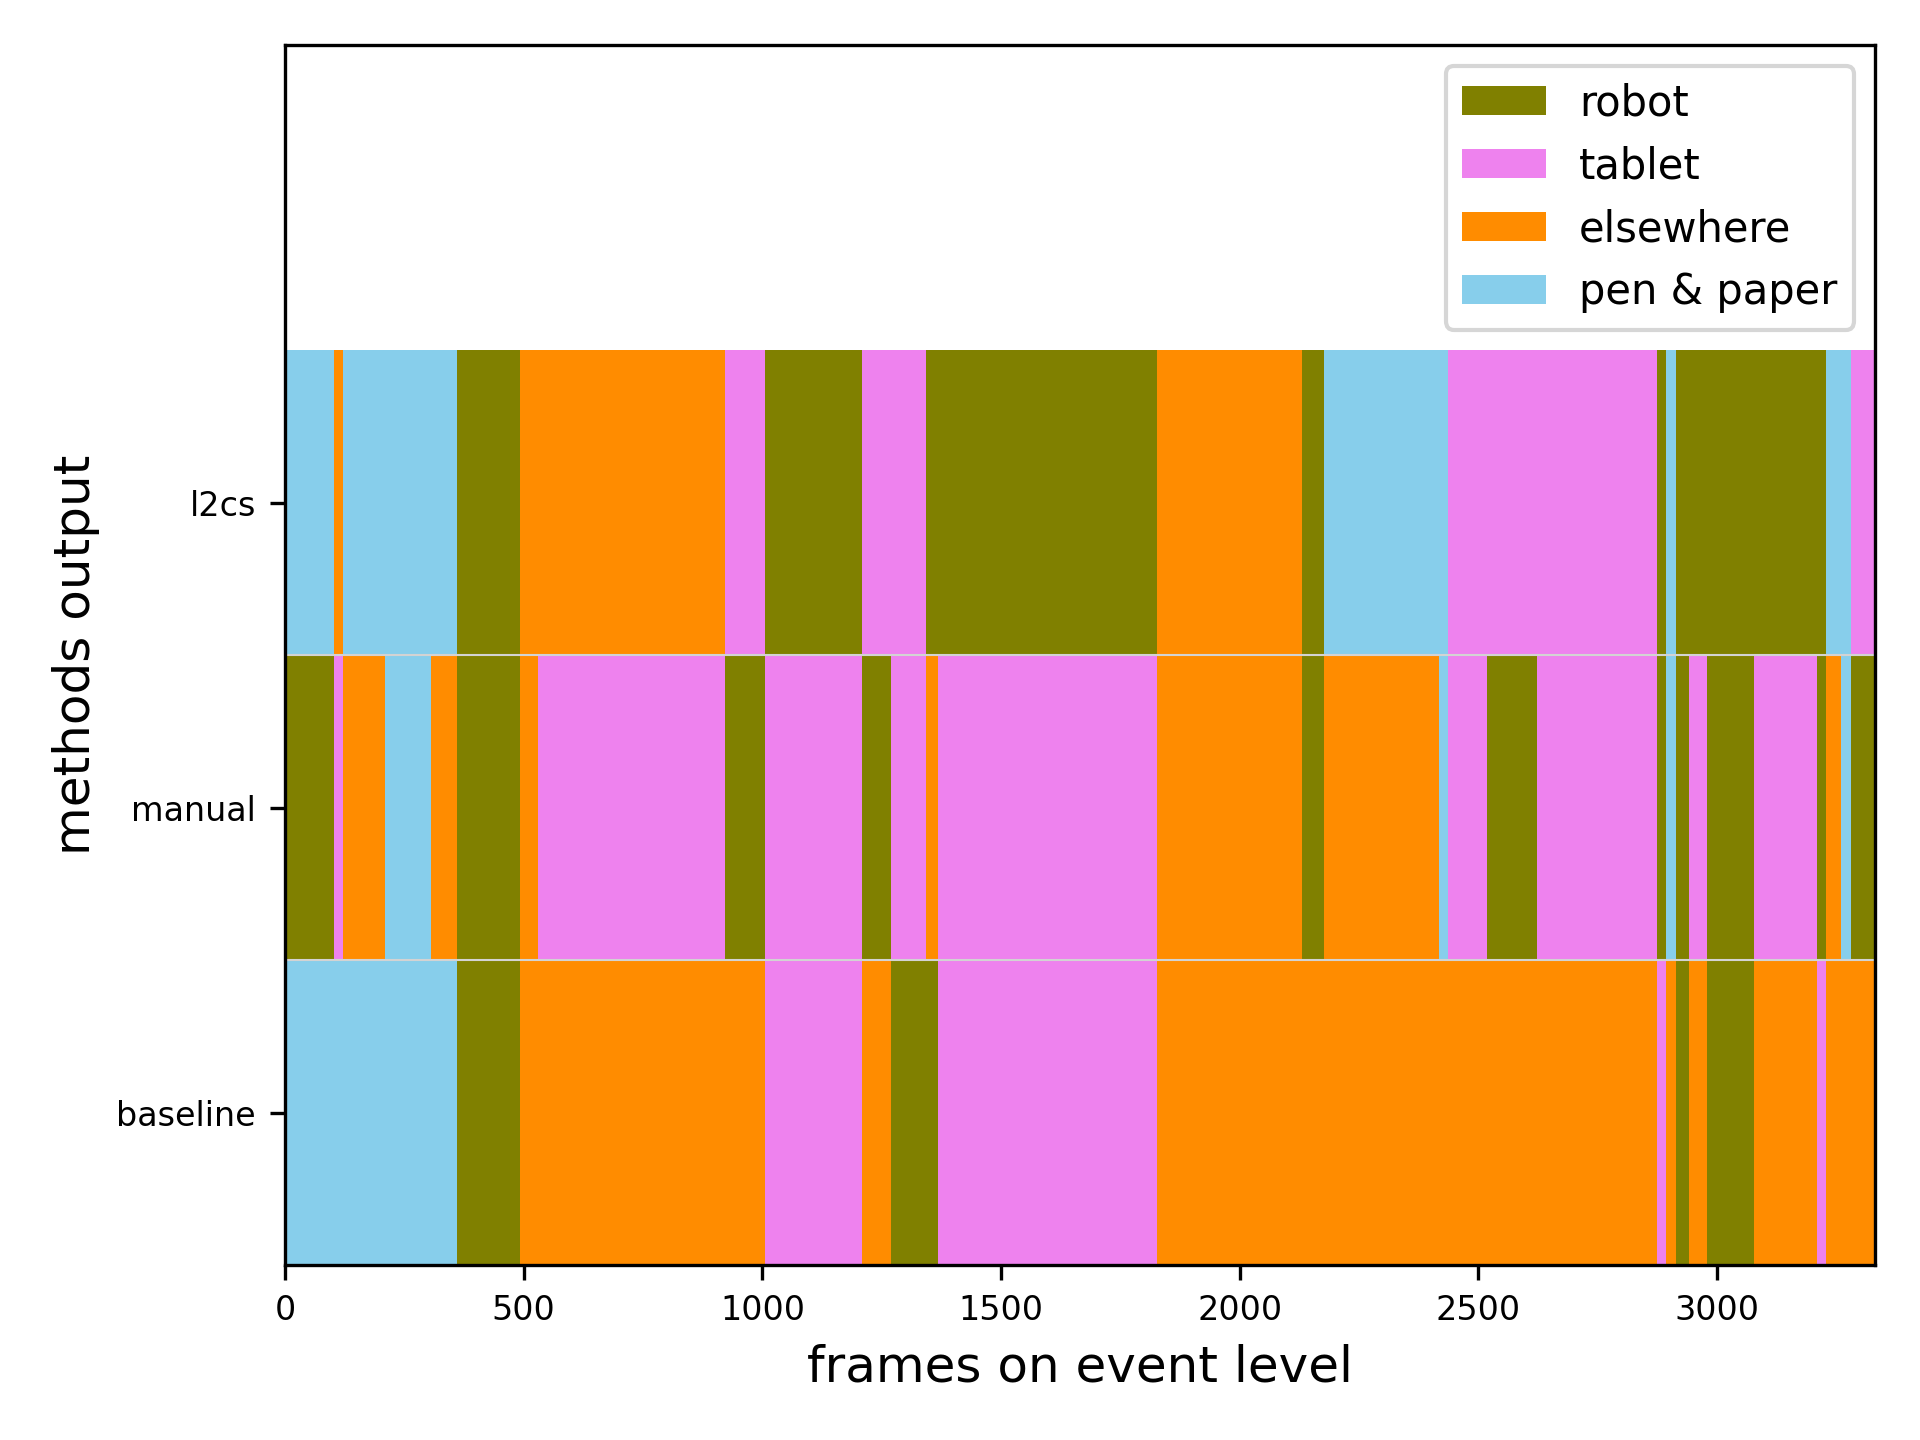 robot
tablet
elsewhere
pen & paper
methods output
l2cs
manual
baseline
0 500 1000 1500 2000 2500 3000
frames on event level